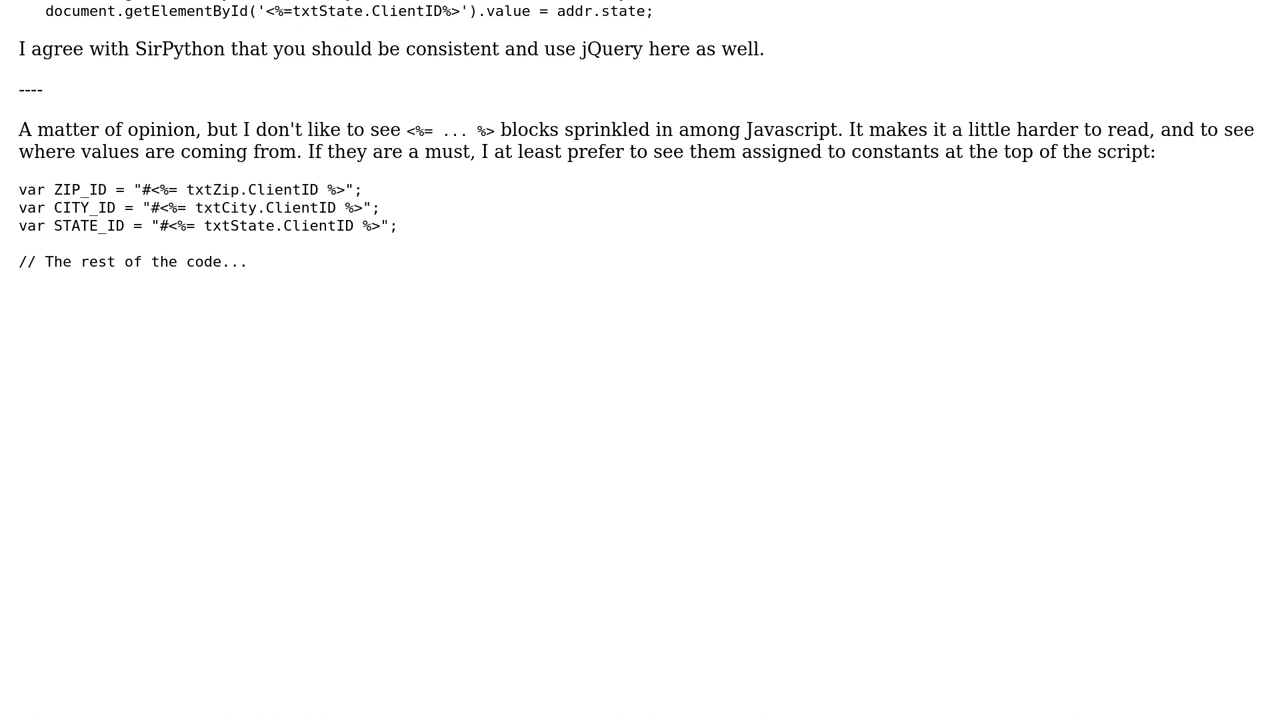 document.getElementById('<%=txtState.ClientID%>').value = addr.state;
I agree with SirPython that you should be consistent and use jQuery here as well.
----
A matter of opinion, but I don't like to see <%= ... %> blocks sprinkled in among Javascript. It makes it a little harder to read, and to see
where values are coming from. If they are a must, I at least prefer to see them assigned to constants at the top of the script:
var ZIP_ID = "#<%= txtZip.ClientID %>";
var CITY_ID = "#<%= txtCity.ClientID %>";
var STATE_ID = "#<%= txtState.ClientID %>";
// The rest of the code...